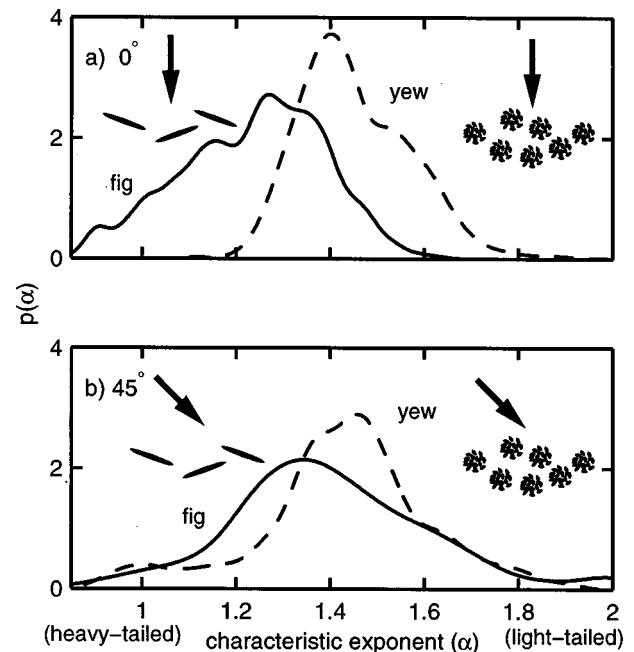 4
a) 0°
yew
2
fig
0
p(α)
4
b) 45°
yew
2
fig
0
1 1.2 1.4 1.6 1.8 2
(heavy-tailed) characteristic exponent (α) (light-tailed)